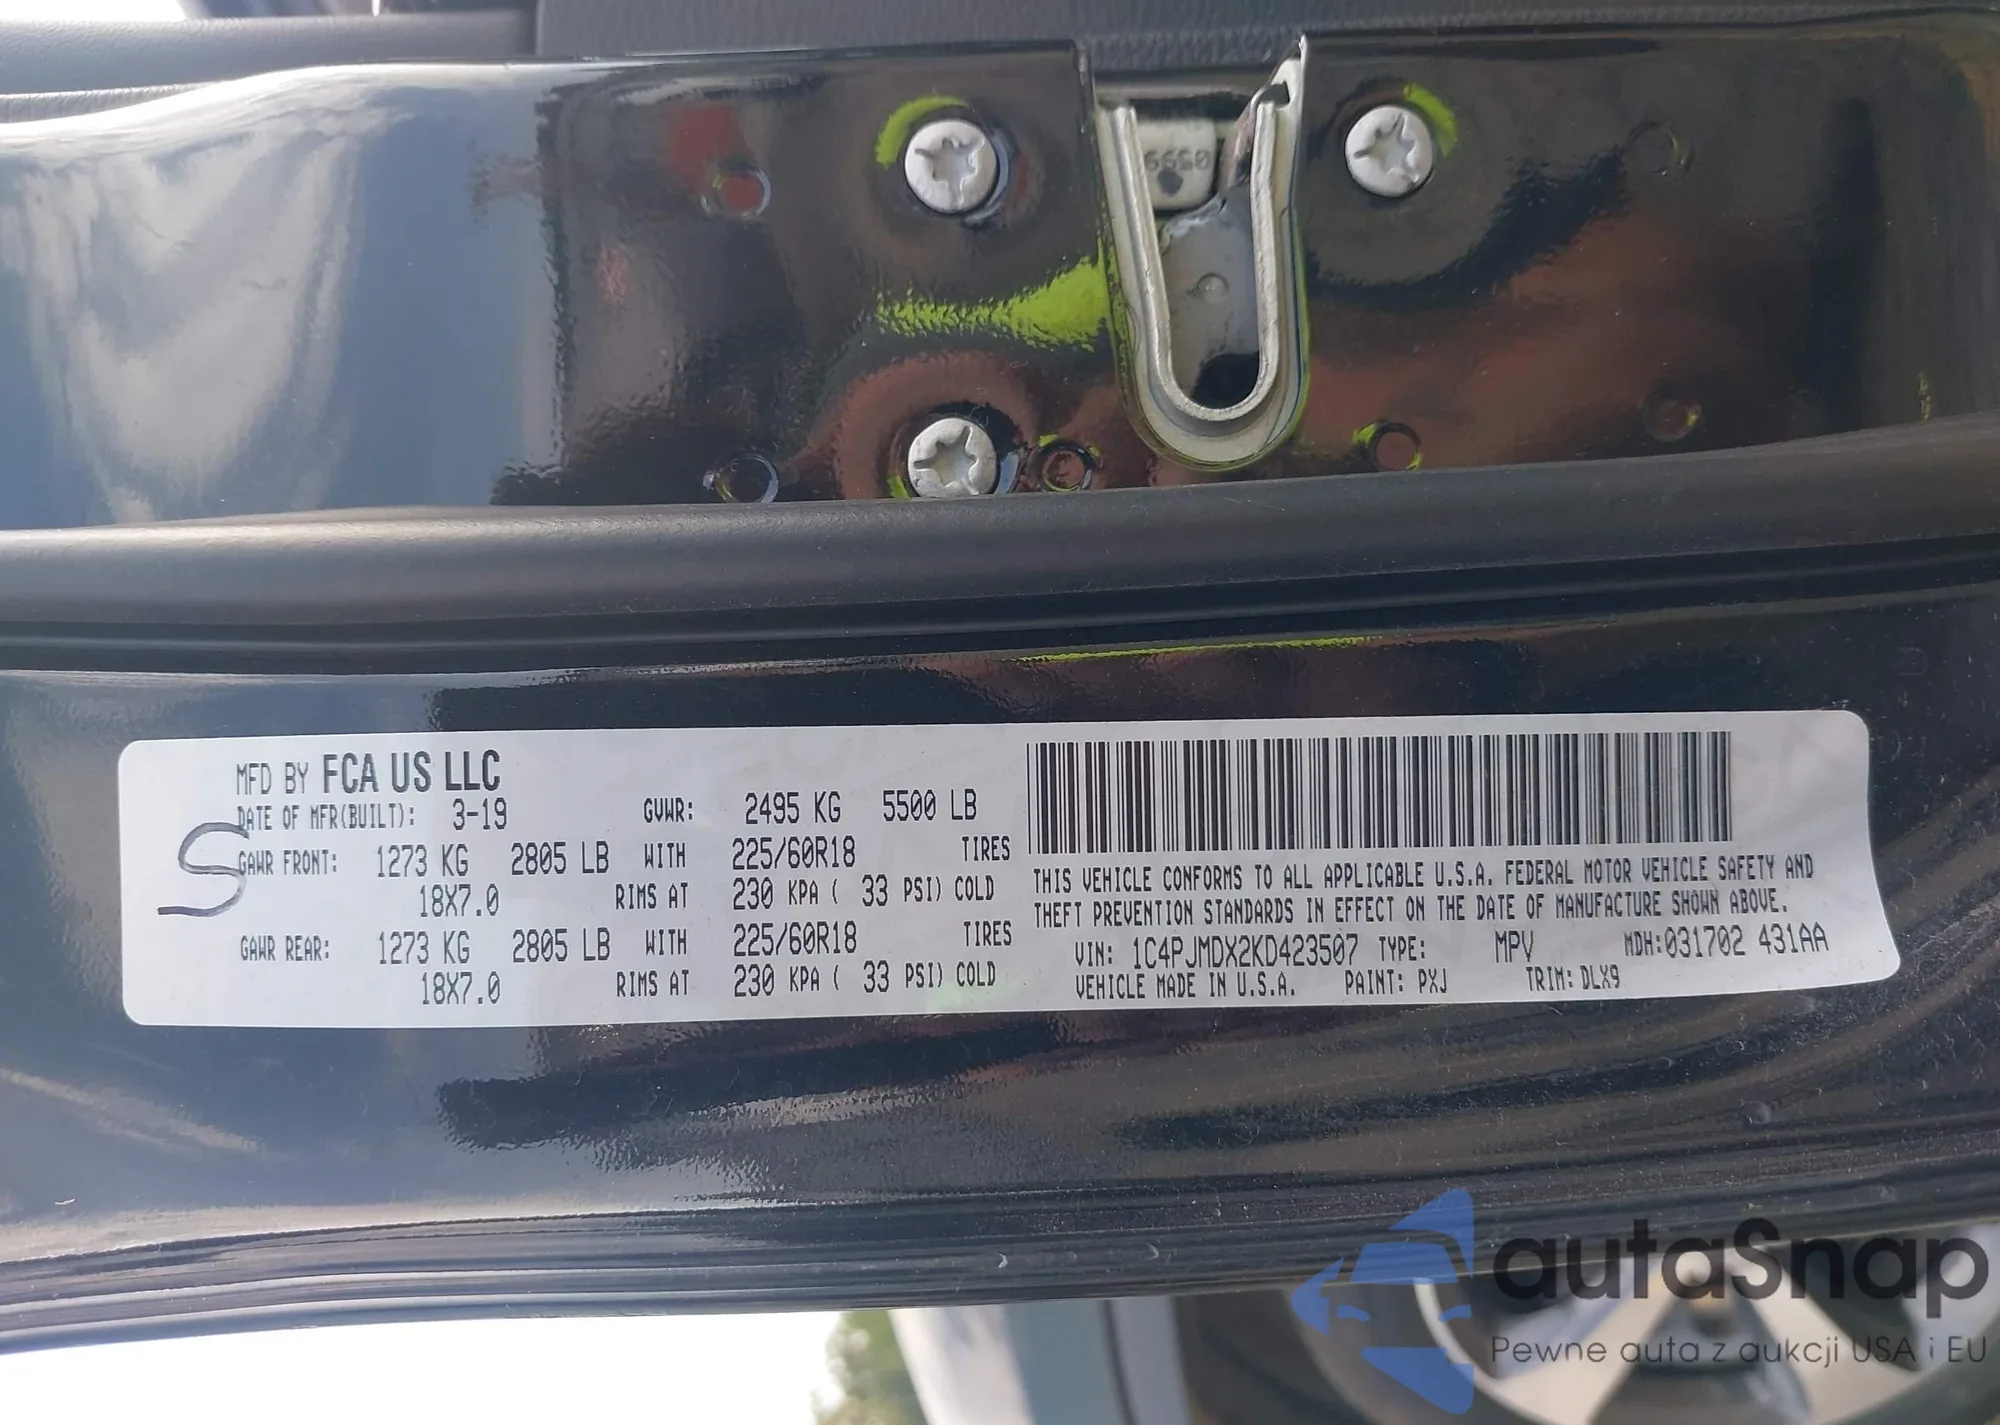 6650
MFD BY FCA US LLC
DATE OF MFR(BUILT): 3-19 GVWR: 2495 KG 5500 LB
S
GAWR FRONT: 1273 KG 2805 LB WITH 225/60R18 TIRES
18X7.0 RIMS AT 230 KPA ( 33 PSI) COLD
GAWR REAR: 1273 KG 2805 LB WITH 225/60R18 TIRES
18X7.0 RIMS AT 230 KPA ( 33 PSI) COLD
THIS VEHICLE CONFORMS TO ALL APPLICABLE U.S.A. FEDERAL MOTOR VEHICLE SAFETY AND
THEFT PREVENTION STANDARDS IN EFFECT ON THE DATE OF MANUFACTURE SHOWN ABOVE.
VIN: 1C4PJMDX2KD423507 TYPE: MPV MDH:031702 431AA
VEHICLE MADE IN U.S.A. PAINT: PXJ TRIM: DLX9
autaSnap
Pewne auta z aukcji USA i EU